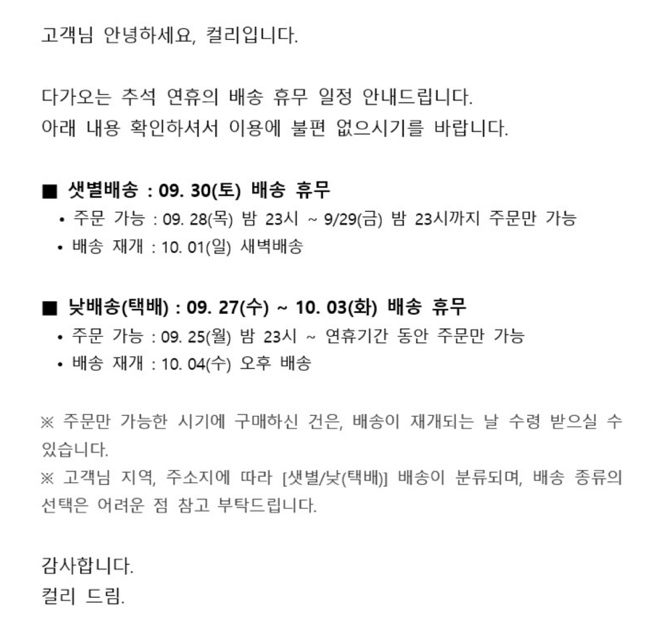 고객님 안녕하세요, 컬리입니다.
다가오는 추석 연휴의 배송 휴무 일정 안내드립니다.
아래 내용 확인하셔서 이용에 불편 없으시기를 바랍니다.
■ 샛별배송 : 09. 30(토) 배송 휴무
• 주문 가능 : 09. 28(목) 밤 23시 ~ 9/29(금) 밤 23시까지 주문만 가능
• 배송 재개 : 10. 01(일) 새벽배송
■ 낮배송(택배) : 09. 27(수) ~ 10. 03(화) 배송 휴무
• 주문 가능 : 09. 25(월) 밤 23시 ~ 연휴기간 동안 주문만 가능
• 배송 재개 : 10. 04(수) 오후 배송
※ 주문만 가능한 시기에 구매하신 건은, 배송이 재개되는 날 수령 받으실 수
있습니다.
※ 고객님 지역, 주소지에 따라 [샛별/낮(택배)] 배송이 분류되며, 배송 종류의
선택은 어려운 점 참고 부탁드립니다.
감사합니다.
컬리 드림.